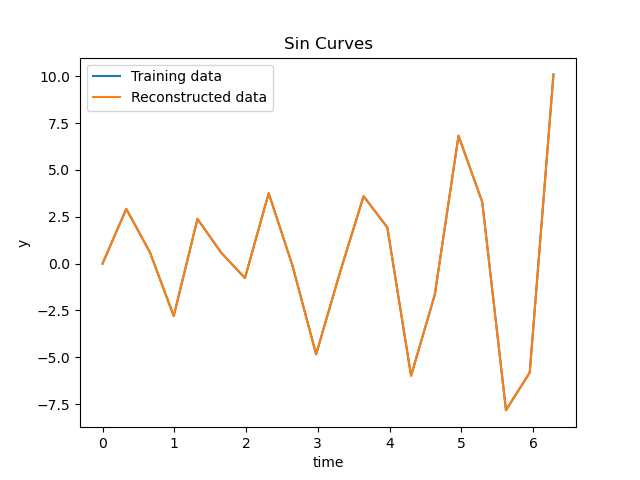 Sin Curves
Training data
Reconstructed data
10.0
7.5
5.0
2.5
0.0
−2.5
−5.0
−7.5
y
0 1 2 3 4 5 6
time